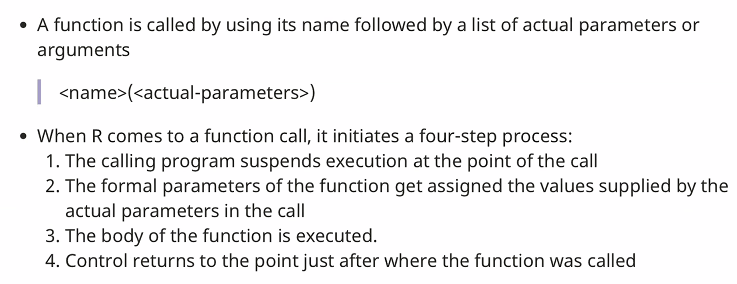 • A function is called by using its name followed by a list of actual parameters or
arguments
<name>(<actual-parameters>)
• When R comes to a function call, it initiates a four-step process:
1. The calling program suspends execution at the point of the call
2. The formal parameters of the function get assigned the values supplied by the
actual parameters in the call
3. The body of the function is executed.
4. Control returns to the point just after where the function was called